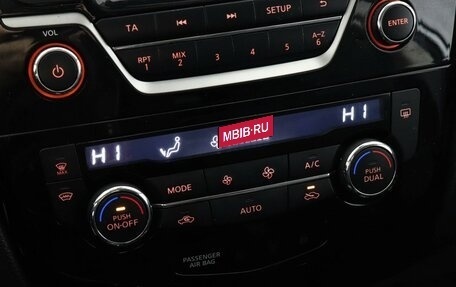 TA
SETUP
VOL
ENTER
RPT
1
MIX
2
3
4
5
A-Z
6
MBIB.RU
HI
HI
MAX
MODE
A/C
PUSH
ON-OFF
AUTO
PUSH
DUAL
PASSENGER
AIR BAG